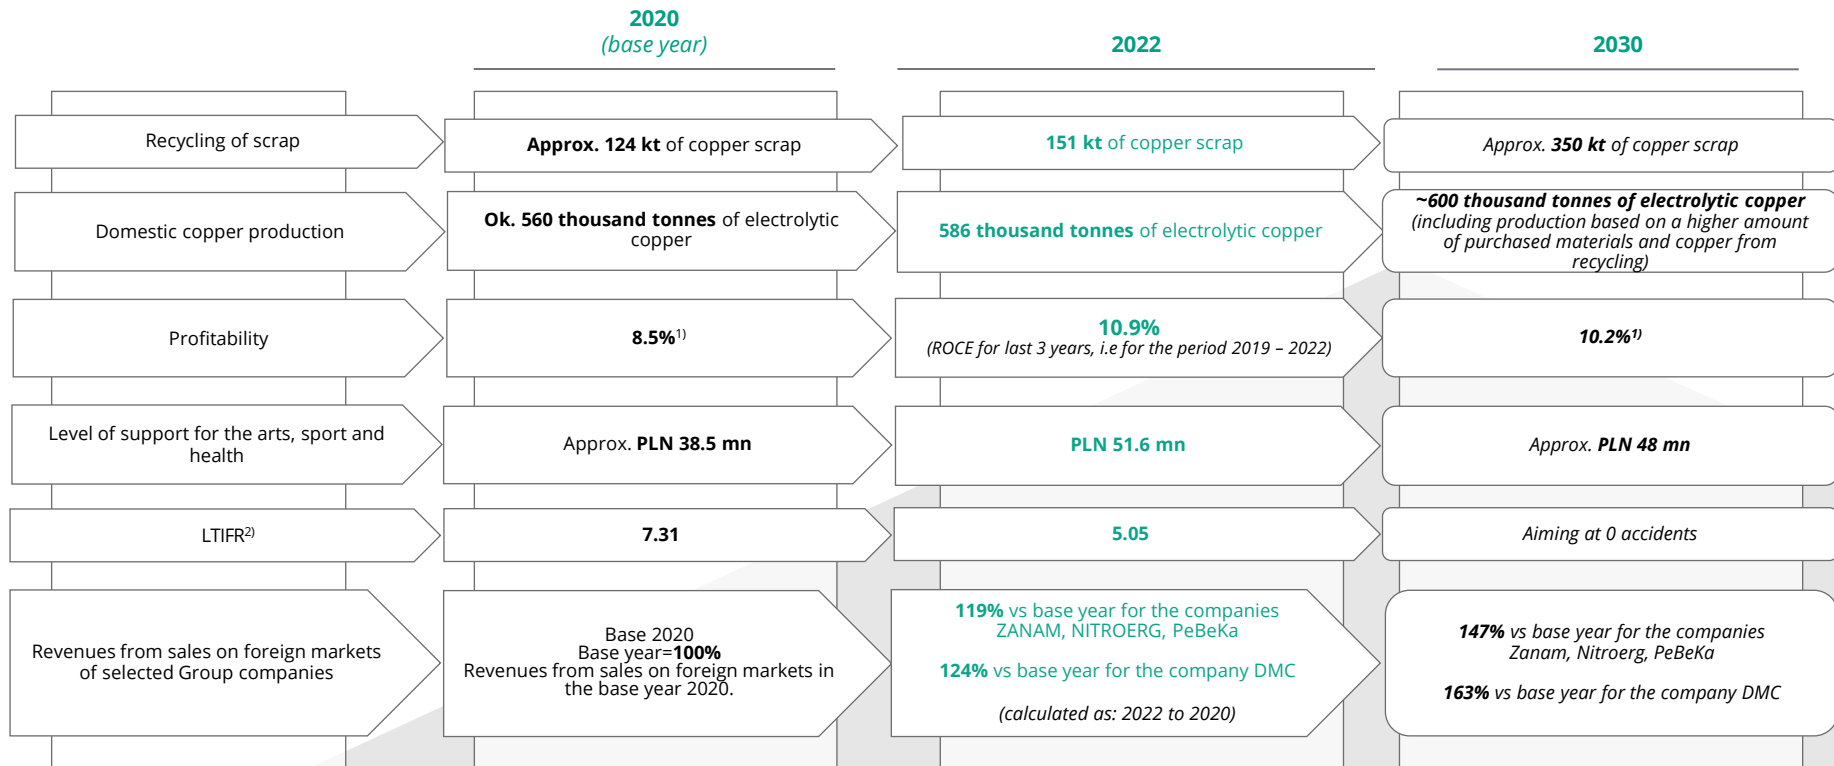 2020
(base year)
2022
2030
Recycling of scrap
Approx. 124 kt of copper scrap
151 kt of copper scrap
Approx. 350 kt of copper scrap
Domestic copper production
Ok. 560 thousand tonnes of electrolytic
copper
586 thousand tonnes of electrolytic copper
~600 thousand tonnes of electrolytic copper
(including production based on a higher amount
of purchased materials and copper from
recycling)
Profitability
8.5%1)
10.9%
(ROCE for last 3 years, i.e for the period 2019 – 2022)
10.2%1)
Level of support for the arts, sport and
health
Approx. PLN 38.5 mn
PLN 51.6 mn
Approx. PLN 48 mn
LTIFR2)
7.31
5.05
Aiming at 0 accidents
Revenues from sales on foreign markets
of selected Group companies
Base 2020
Base year=100%
Revenues from sales on foreign markets in
the base year 2020.
119% vs base year for the companies
ZANAM, NITROERG, PeBeKa
124% vs base year for the company DMC
(calculated as: 2022 to 2020)
147% vs base year for the companies
Zanam, Nitroerg, PeBeKa
163% vs base year for the company DMC